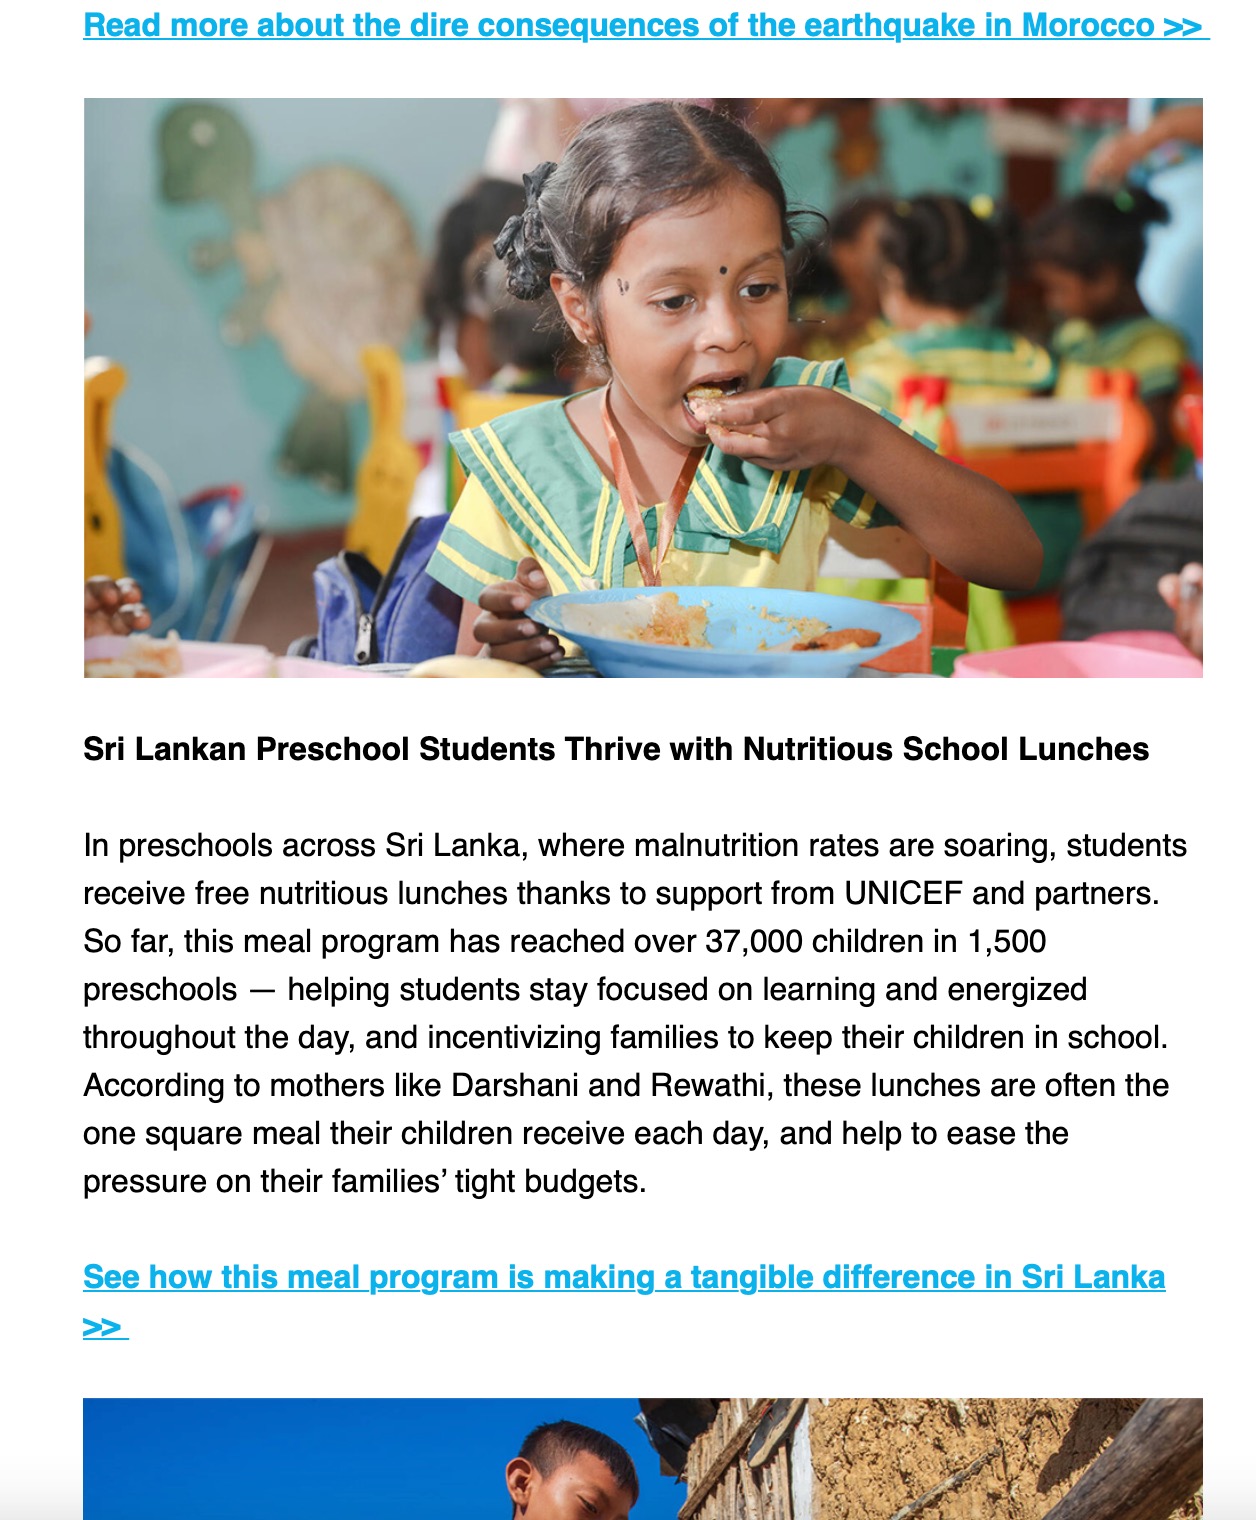 Read more about the dire consequences of the earthquake in Morocco >>
Sri Lankan Preschool Students Thrive with Nutritious School Lunches
In preschools across Sri Lanka, where malnutrition rates are soaring, students
receive free nutritious lunches thanks to support from UNICEF and partners.
So far, this meal program has reached over 37,000 children in 1,500
preschools — helping students stay focused on learning and energized
throughout the day, and incentivizing families to keep their children in school.
According to mothers like Darshani and Rewathi, these lunches are often the
one square meal their children receive each day, and help to ease the
pressure on their families’ tight budgets.
See how this meal program is making a tangible difference in Sri Lanka
>>